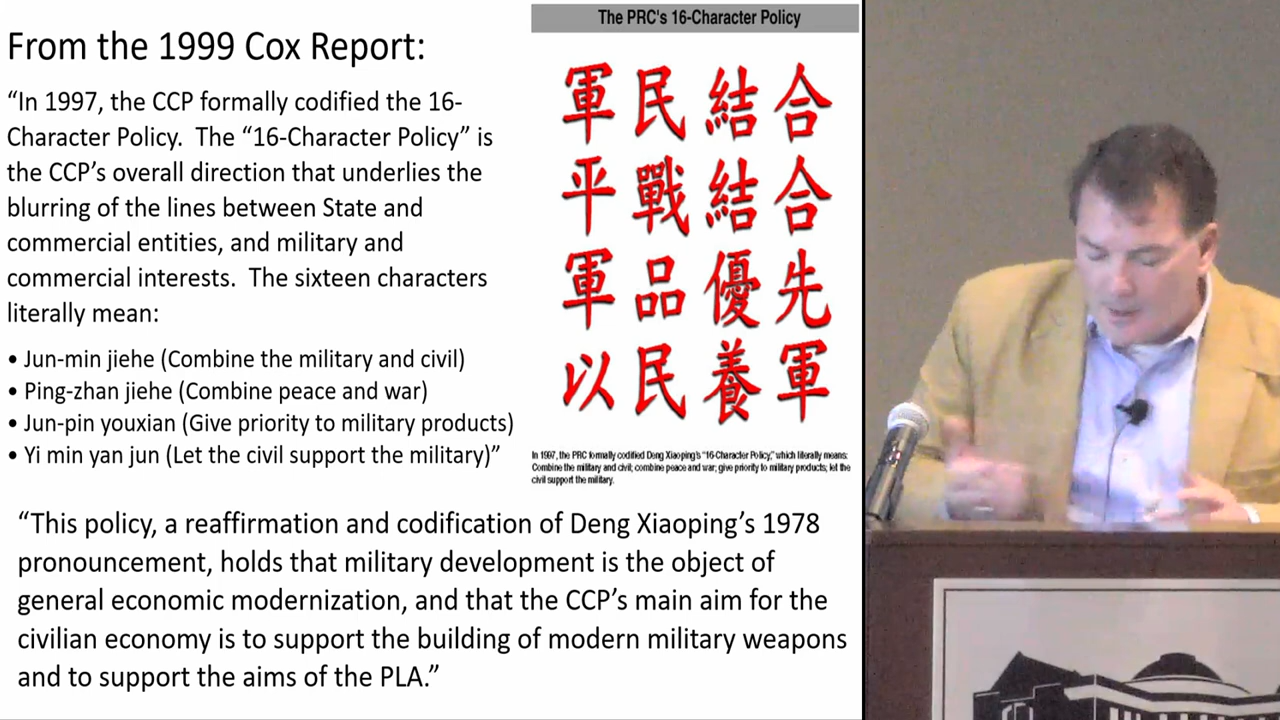 From the 1999 Cox Report:
“In 1997, the CCP formally codified the 16-
Character Policy. The “16-Character Policy” is
the CCP’s overall direction that underlies the
blurring of the lines between State and
commercial entities, and military and
commercial interests. The sixteen characters
literally mean:
• Jun-min jiehe (Combine the military and civil)
• Ping-zhan jiehe (Combine peace and war)
• Jun-pin youxian (Give priority to military products)
• Yi min yan jun (Let the civil support the military)”
The PRC's 16-Character Policy
軍民結合
平戰結合
軍品優先
以民養軍
In 1997, the PRC formally codified Deng Xiaoping's “16-Character Policy,” which literally means:
Combine the military and civil; combine peace and war; give priority to military products; let the
civil support the military.
“This policy, a reaffirmation and codification of Deng Xiaoping’s 1978
pronouncement, holds that military development is the object of
general economic modernization, and that the CCP’s main aim for the
civilian economy is to support the building of modern military weapons
and to support the aims of the PLA.”